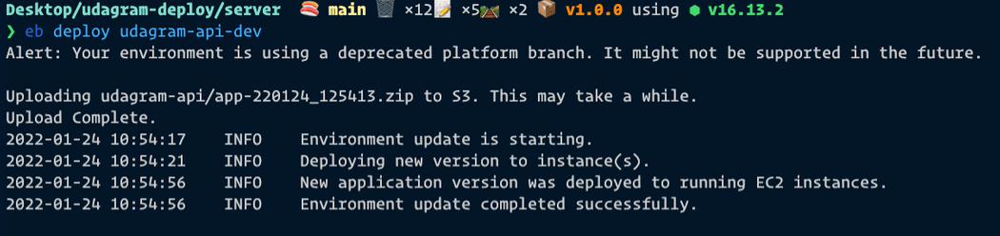 Desktop/udagram-deploy/server 🍣 main 🗑️ ×12📝 ×5🛤️ ×2 📦 v1.0.0 using ⬢ v16.13.2
❯ eb deploy udagram-api-dev
Alert: Your environment is using a deprecated platform branch. It might not be supported in the future.

Uploading udagram-api/app-220124_125413.zip to S3. This may take a while.
Upload Complete.
2022-01-24 10:54:17    INFO    Environment update is starting.
2022-01-24 10:54:21    INFO    Deploying new version to instance(s).
2022-01-24 10:54:56    INFO    New application version was deployed to running EC2 instances.
2022-01-24 10:54:56    INFO    Environment update completed successfully.